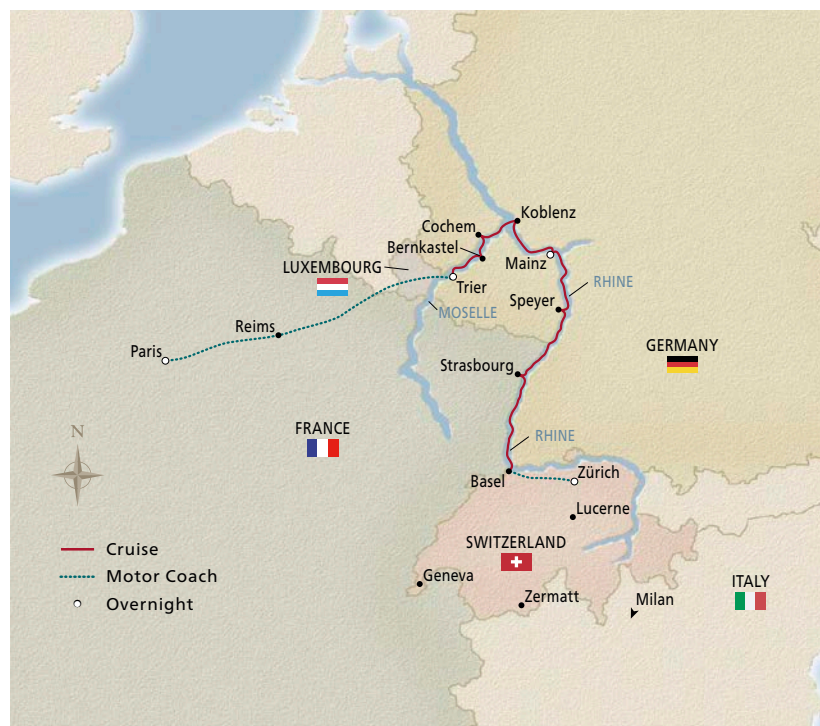 Koblenz
Cochem
Bernkastel
Mainz
LUXEMBOURG
Trier
RHINE
Speyer
MOSELLE
Reims
Paris
GERMANY
Strasbourg
FRANCE
N
RHINE
Basel
Zürich
Lucerne
SWITZERLAND
Geneva
Zermatt
ITALY
Milan
Cruise
Motor Coach
Overnight